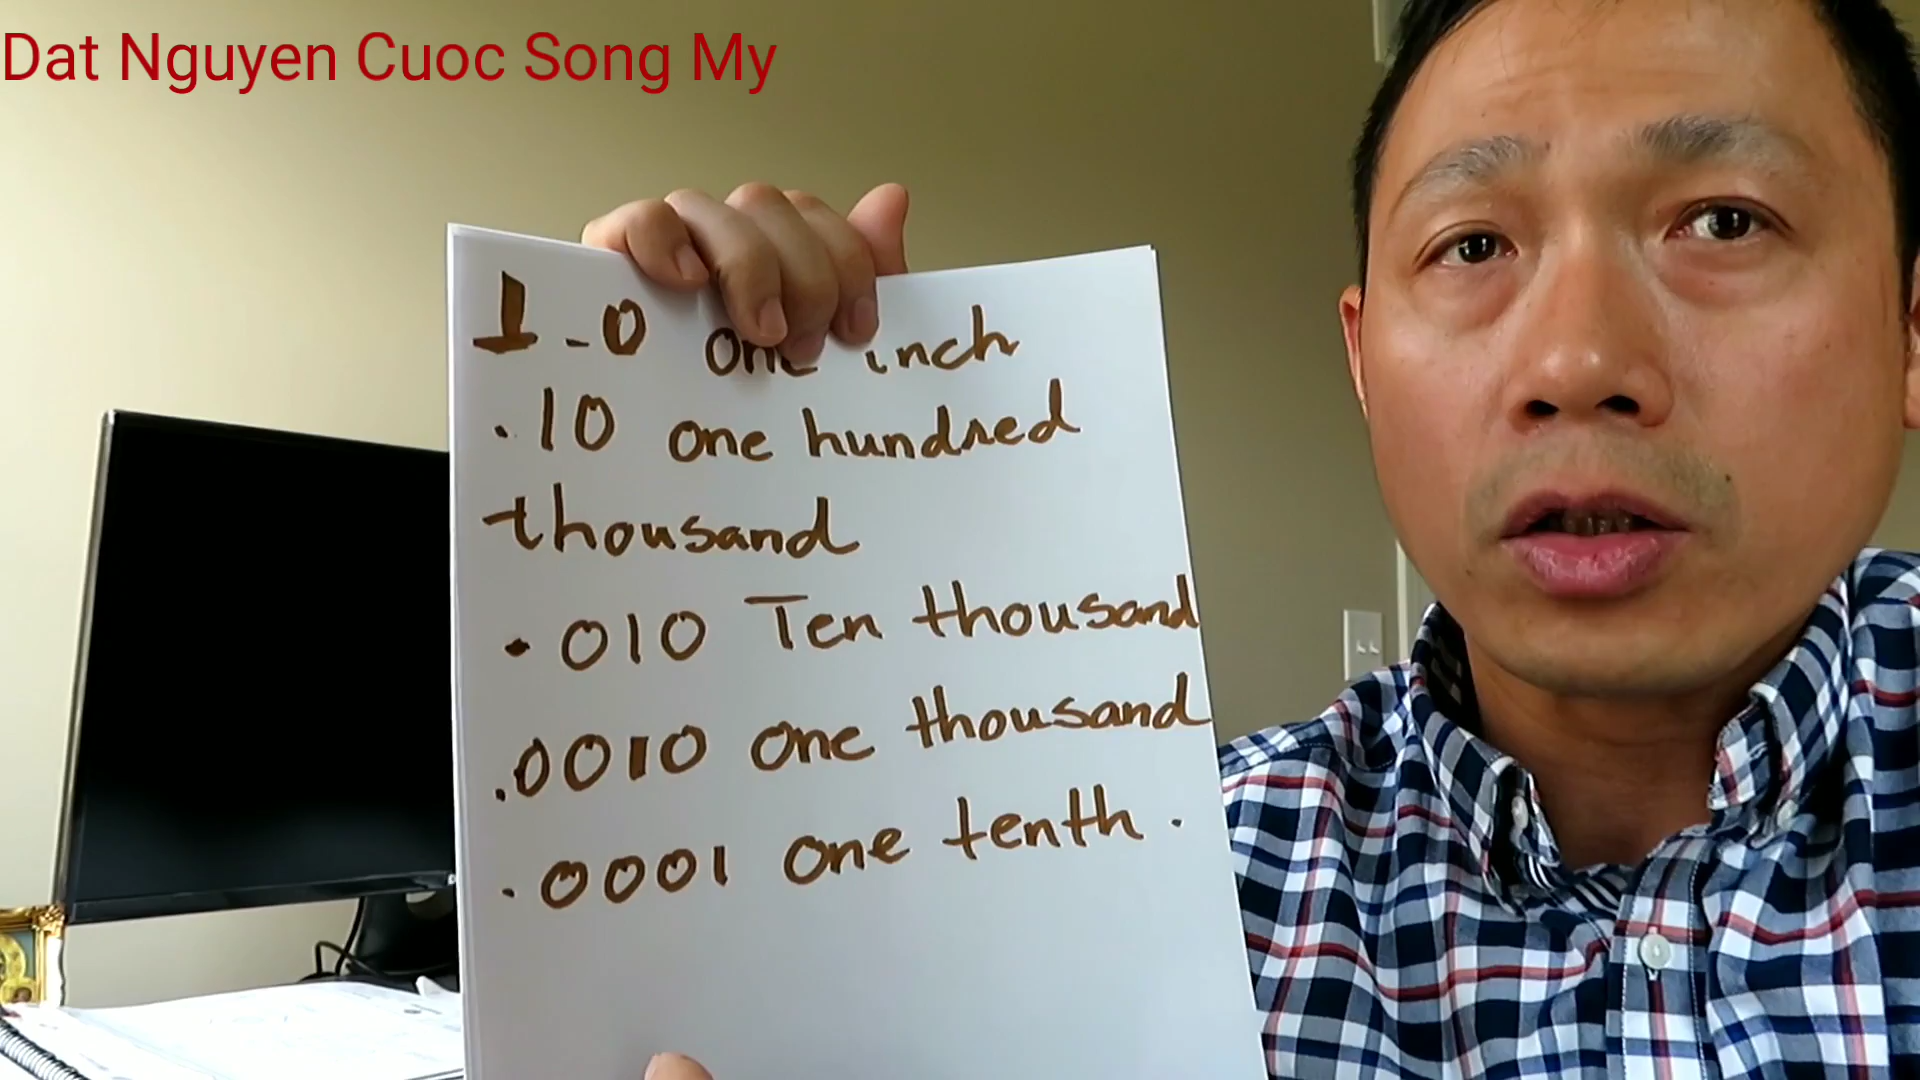 Dat Nguyen Cuoc Song My
1.0 one inch
.10 one hundred
thousand
.010 Ten thousand
.0010 one thousand
.0001 one tenth.